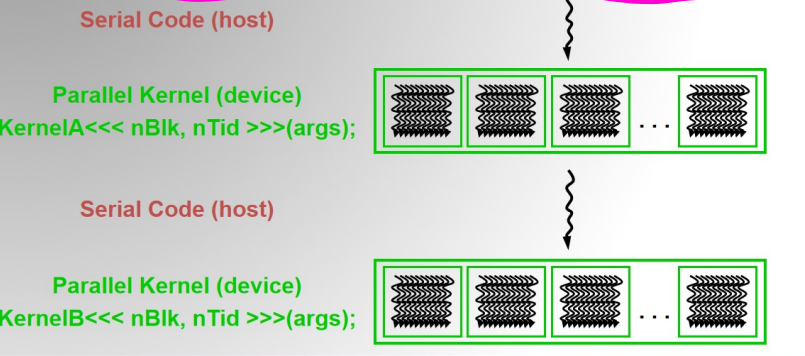 Serial Code (host)
Parallel Kernel (device)
KernelA<<< nBlk, nTid >>>(args);
. . .
Serial Code (host)
Parallel Kernel (device)
KernelB<<< nBlk, nTid >>>(args);
. . .